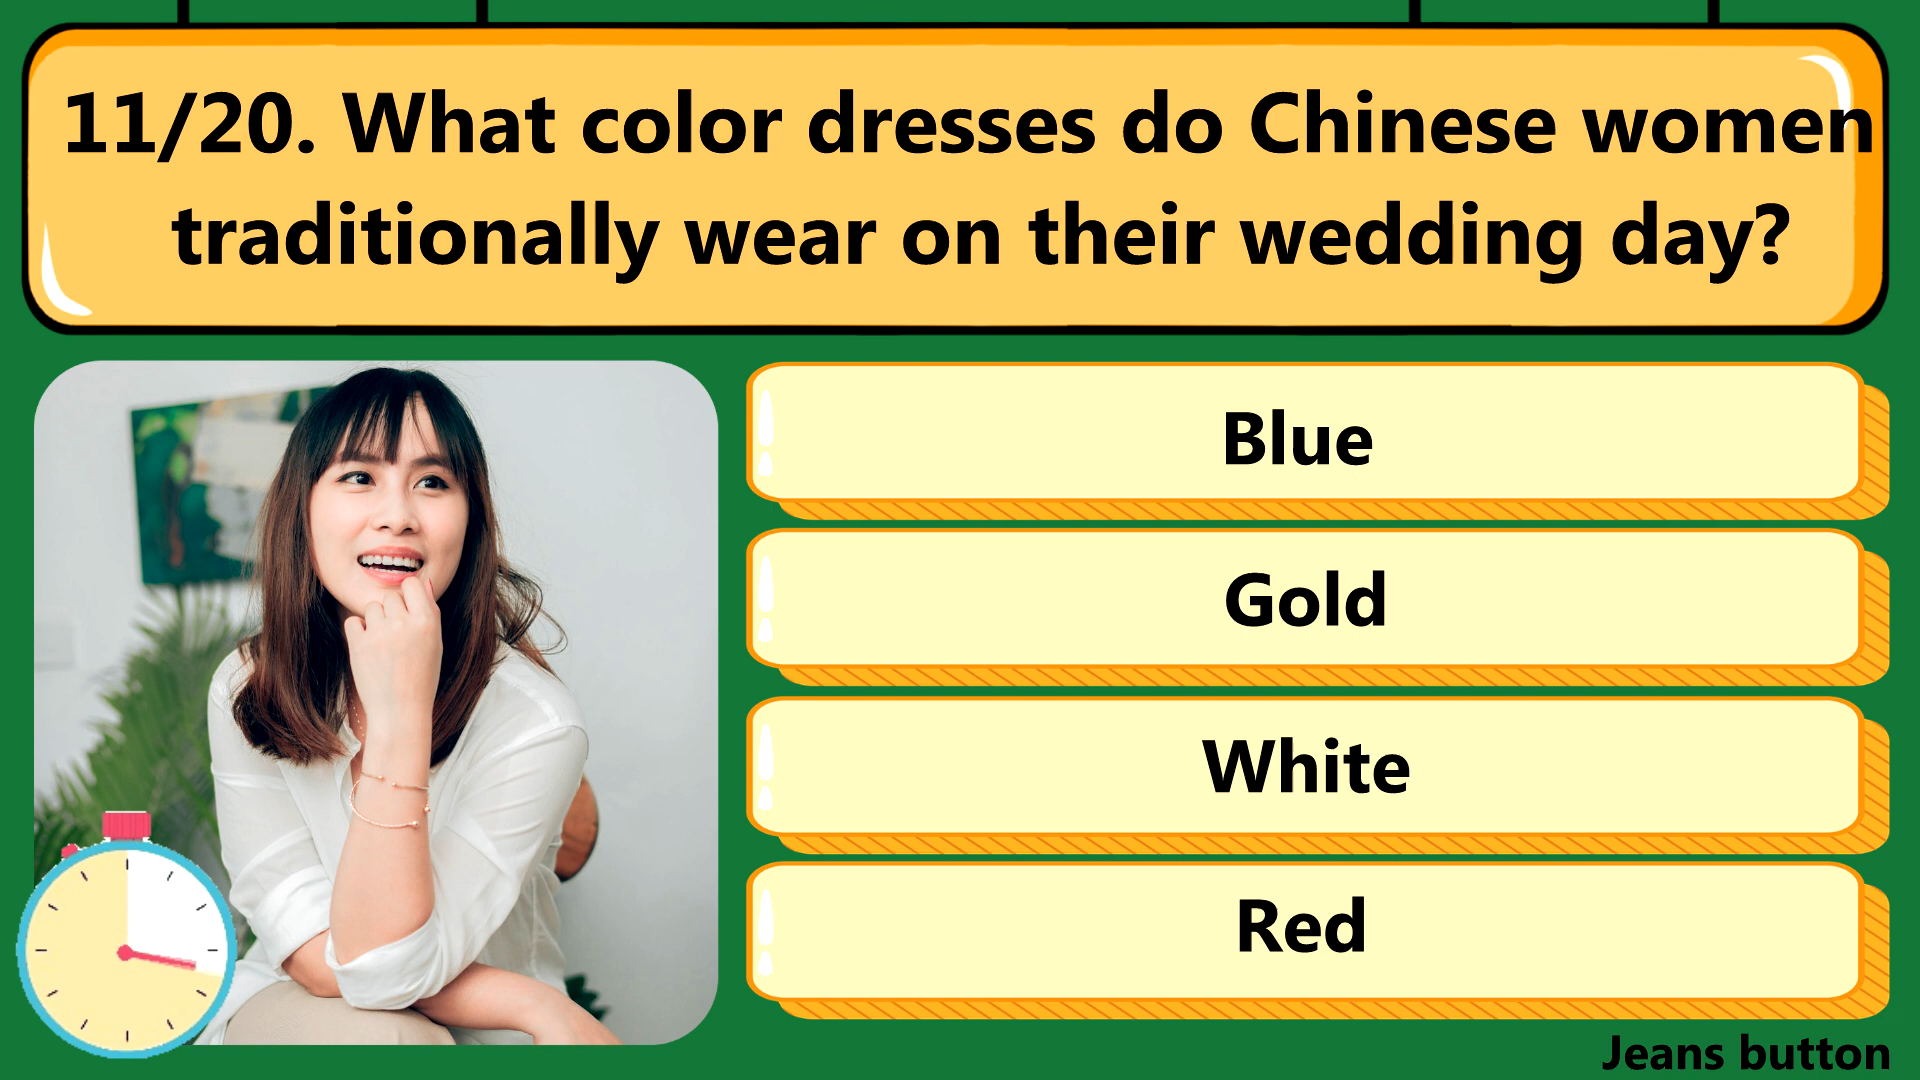 11/20. What color dresses do Chinese women
traditionally wear on their wedding day?
Blue
Gold
White
Red
Jeans button